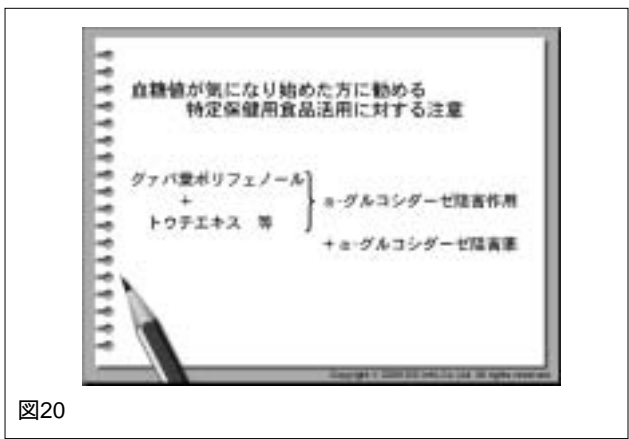 血糖値が気になり始めた方に勧める
特定保健用食品活用に対する注意
グァバ葉ポリフェノール
+
トウチエキス 等
α-グルコシダーゼ阻害作用
+α-グルコシダーゼ阻害薬
図20